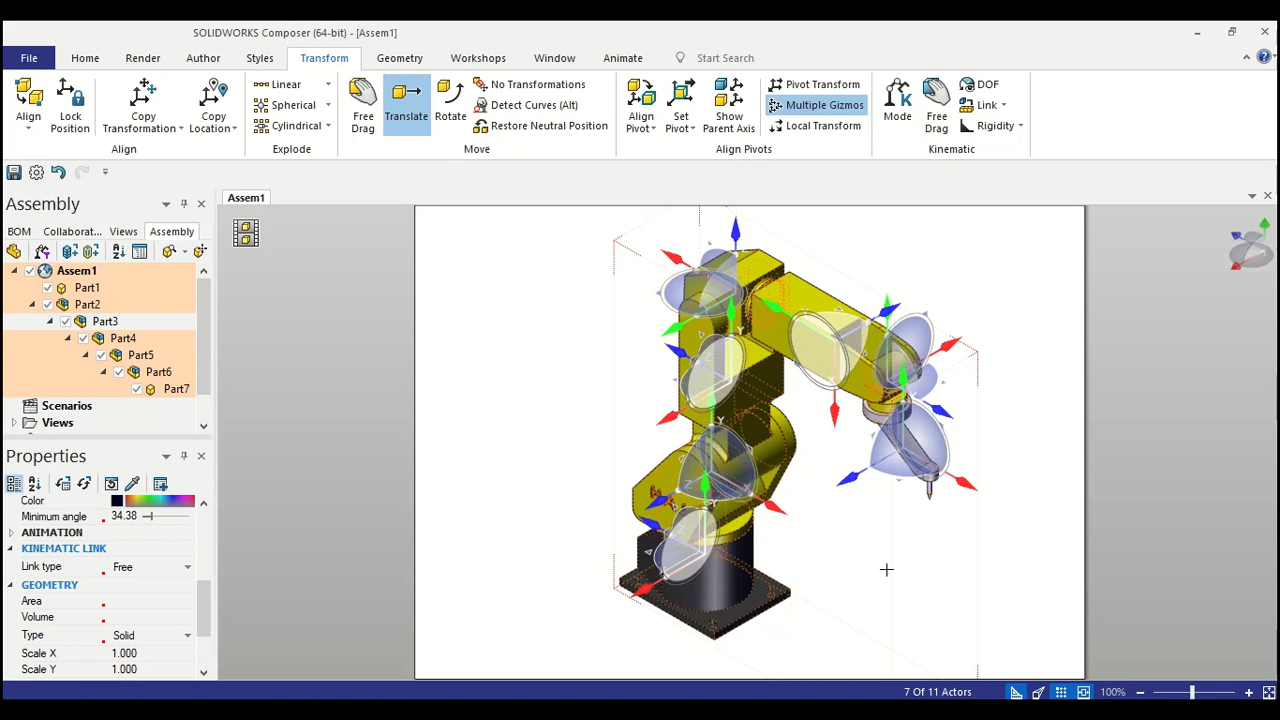 SOLIDWORKS Composer (64-bit) - [Assem1]
File Home Render Author Styles Transform Geometry Workshops Window Animate Start Search
Align Lock Position Copy Transformation Copy Location
Align
Linear
Spherical
Cylindrical
Explode
Free Drag Translate Rotate
No Transformations
Detect Curves (Alt)
Restore Neutral Position
Move
Align Pivot Set Pivot Show Parent Axis
Pivot Transform
Multiple Gizmos
Local Transform
Align Pivots
Mode Free Drag
DOF
Link
Rigidity
Kinematic
Assembly
Assem1
BOM Collaborat... Views Assembly
Assem1
Part1
Part2
Part3
Part4
Part5
Part6
Part7
Scenarios
Views
Properties
Color
Minimum angle 34.38
ANIMATION
KINEMATIC LINK
Link type Free
GEOMETRY
Area
Volume
Type Solid
Scale X 1.000
Scale Y 1.000
7 Of 11 Actors 100%